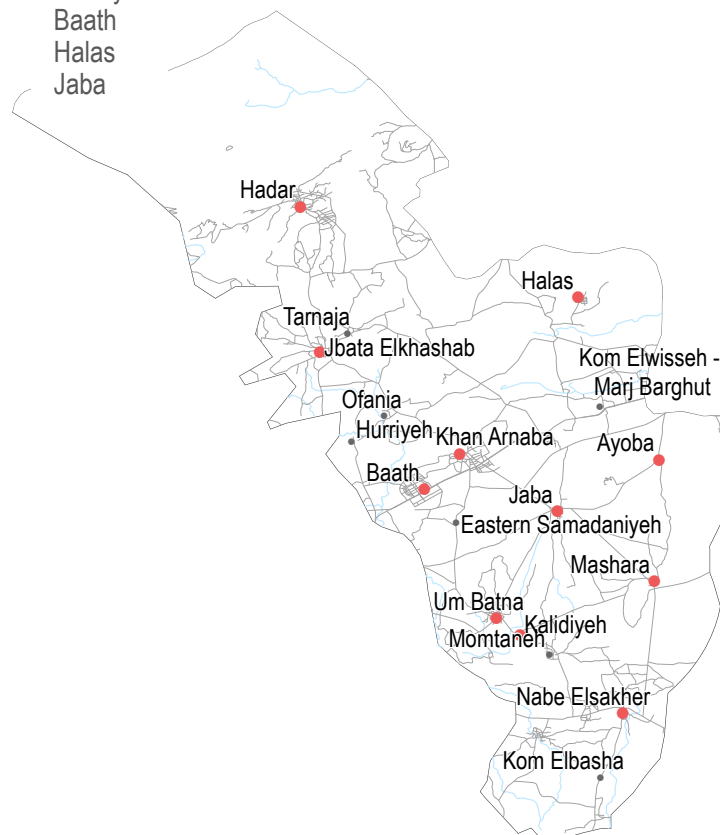 Baath
Halas
Jaba
Hadar
Halas
Tarnaja
Jbata Elkhashab
Kom Elwisseh -
Marj Barghut
Ofania
Hurriyeh
Khan Arnaba
Ayoba
Baath
Jaba
Eastern Samadaniyeh
Mashara
Um Batna
Kalidiyeh
Momtaneh
Nabe Elsakher
Kom Elbasha